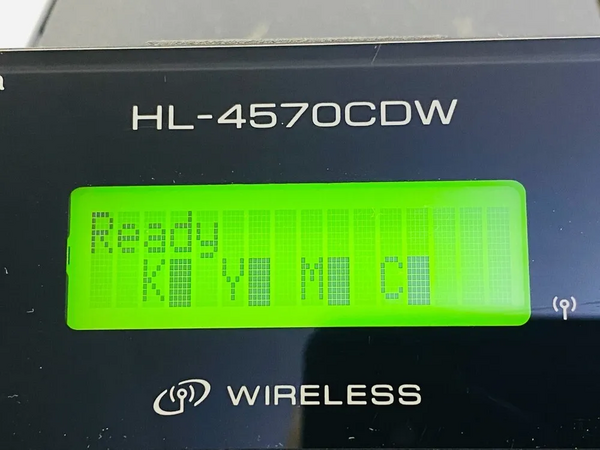 HL-4570CDW
Ready
K Y M C
WIRELESS